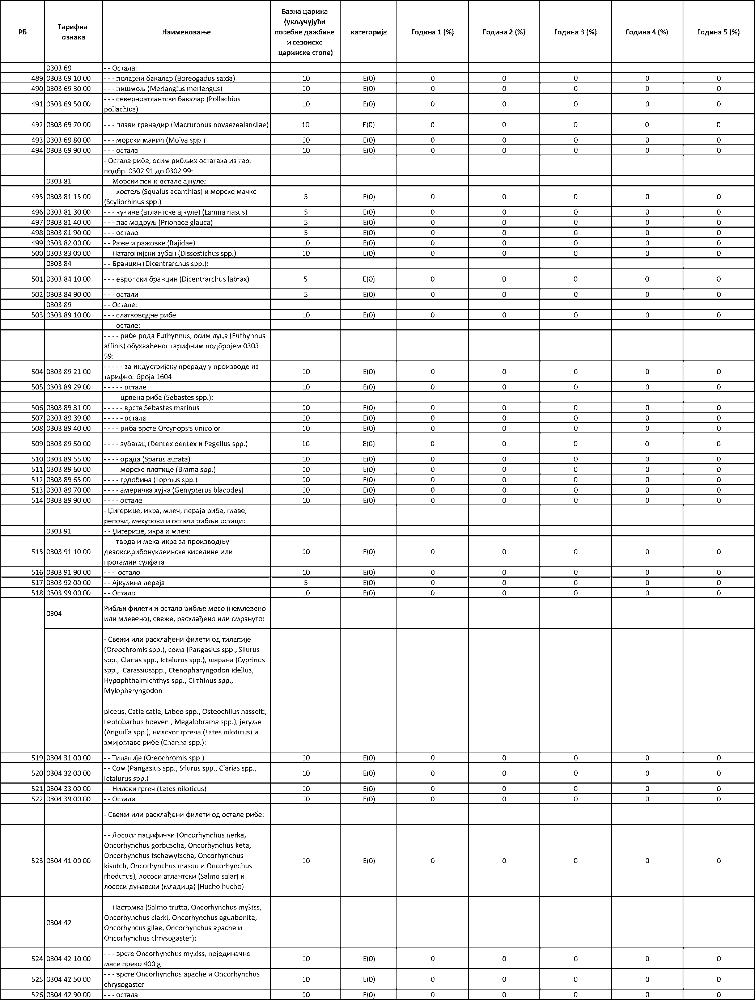 РБ Тарифна ознака Наименовање Базна царина (укључујући посебне дажбине и сезонске царинске стопе) категорија Година 1 (%) Година 2 (%) Година 3 (%) Година 4 (%) Година 5 (%)
0303 69 - - Остала:
489 0303 69 10 00 - - - поларни бакалар (Boreogadus saida) 10 E(0) 0 0 0 0 0
490 0303 69 30 00 - - - пишмољ (Merlangius merlangus) 10 E(0) 0 0 0 0 0
- - - северноатлантски бакалар (Pollachius
491 0303 69 50 00 pollachius) 10 E(0) 0 0 0 0 0
492 0303 69 70 00 - - - плави гренадир (Macruronus novaezealandiae) 10 E(0) 0 0 0 0 0
493 0303 69 80 00 - - - морски манић (Molva spp.) 10 E(0) 0 0 0 0 0
494 0303 69 90 00 - - - остала 10 E(0) 0 0 0 0 0
- Остала риба, осим рибљих остатака из тар.
подбр. 0302 91 до 0302 99:
0303 81 - - Морски пси и остале ајкуле:
- - - костељ (Squalus acanthias) и морске мачке
495 0303 81 15 00 (Scyliorhinus spp.) 5 E(0) 0 0 0 0 0
496 0303 81 30 00 - - - кучине (атлантске ајкуле) (Lamna nasus) 5 E(0) 0 0 0 0 0
497 0303 81 40 00 - - - пас модруљ (Prionace glauca) 5 E(0) 0 0 0 0 0
498 0303 81 90 00 - - - остало 5 E(0) 0 0 0 0 0
499 0303 82 00 00 - - Раже и ражовке (Rajidae) 10 E(0) 0 0 0 0 0
500 0303 83 00 00 - - Патагонијски зубан (Dissostichus spp.) 10 E(0) 0 0 0 0 0
0303 84 - - Бранцин (Dicentrarchus spp.):
501 0303 84 10 00 - - - европски бранцин (Dicentrarchus labrax) 5 E(0) 0 0 0 0 0
502 0303 84 90 00 - - - остали 5 E(0) 0 0 0 0 0
0303 89 - - Остале:
503 0303 89 10 00 - - - слатководне рибе 10 E(0) 0 0 0 0 0
- - - остале:
- - - - рибе рода Euthynnus, осим луца (Euthynnus
affinis) обухваћеног тарифним подбројем 0303
59:
- - - - - за индустријску прераду у производе из
504 0303 89 21 00 тарифног броја 1604 10 E(0) 0 0 0 0 0
505 0303 89 29 00 - - - - - остале 10 E(0) 0 0 0 0 0
- - - - црвена риба (Sebastes spp.):
506 0303 89 31 00 - - - - - врсте Sebastes marinus 10 E(0) 0 0 0 0 0
507 0303 89 39 00 - - - - - остала 10 E(0) 0 0 0 0 0
508 0303 89 40 00 - - - - риба врсте Orcynopsis unicolor 10 E(0) 0 0 0 0 0
509 0303 89 50 00 - - - - зубатац (Dentex dentex и Pagellus spp.) 10 E(0) 0 0 0 0 0
510 0303 89 55 00 - - - - орада (Sparus aurata) 10 E(0) 0 0 0 0 0
511 0303 89 60 00 - - - - морске плотице (Brama spp.) 10 E(0) 0 0 0 0 0
512 0303 89 65 00 - - - - грдобина (Lophius spp.) 10 E(0) 0 0 0 0 0
513 0303 89 70 00 - - - - америчка хујка (Genypterus blacodes) 10 E(0) 0 0 0 0 0
514 0303 89 90 00 - - - - остале 10 E(0) 0 0 0 0 0
- Џигерице, икра, млеч, пераја риба, главе,
репови, мехурови и остали рибљи остаци:
0303 91 - - Џигерице, икра и млеч:
- - - тврда и мека икра за производњу
515 0303 91 10 00 дезоксирибонуклеинске киселине или 10 E(0) 0 0 0 0 0
протамин сулфата
516 0303 91 90 00 - - - остало 10 E(0) 0 0 0 0 0
517 0303 92 00 00 - - Ајкулина пераја 5 E(0) 0 0 0 0 0
518 0303 99 00 00 - - Остало 10 E(0) 0 0 0 0 0
0304 Рибљи филети и остало рибље месо (немлевено
или млевено), свеже, расхлађено или смрзнуто:
- Свежи или расхлађени филети од тилапије
(Oreochromis spp.), сома (Pangasius spp., Silurus
spp., Clarias spp., Ictalurus spp.), шарана (Cyprinus
spp., Carassiusspp., Ctenopharyngodon idellus,
Hypophthalmichthys spp., Cirrhinus spp.,
Mylopharyngodon
piceus, Catla catla, Labeo spp., Osteochilus hasselti,
Leptobarbus hoeveni, Megalobrama spp.), јегуље
(Anguilla spp.), нилског гргеча (Lates niloticus) и
змијоглаве рибе (Channa spp.):
519 0304 31 00 00 - - Тилапије (Oreochromis spp.) 10 E(0) 0 0 0 0 0
- - Сом (Pangasius spp., Silurus spp., Clarias spp.,
520 0304 32 00 00 Ictalurus spp.) 10 E(0) 0 0 0 0 0
521 0304 33 00 00 - - Нилски гргеч (Lates niloticus) 10 E(0) 0 0 0 0 0
522 0304 39 00 00 - - Остали 10 E(0) 0 0 0 0 0
- Свежи или расхлађени филети од остале рибе:
- - Лососи пацифички (Oncorhynchus nerka,
Oncorhynchus gorbuscha, Oncorhynchus keta,
Oncorhynchus tschawytscha, Oncorhynchus
523 0304 41 00 00 kisutch, Oncorhynchus masou и Oncorhynchus 10 E(0) 0 0 0 0 0
rhodurus), лососи атлантски (Salmo salar) и
лососи дунавски (младица) (Hucho hucho)
- - Пастрмка (Salmo trutta, Oncorhynchus mykiss,
Oncorhynchus clarki, Oncorhynchus aguabonita,
0304 42 Oncorhyncus gilae, Oncorhynchus apache и
Oncorhynchus chrysogaster):
- - - врсте Oncorhynchus mykiss, појединачне
524 0304 42 10 00 масе преко 400 g 10 E(0) 0 0 0 0 0
- - - врсте Oncorhynchus apache и Oncorhynchus
525 0304 42 50 00 chrysogaster 10 E(0) 0 0 0 0 0
526 0304 42 90 00 - - - остала 10 E(0) 0 0 0 0 0